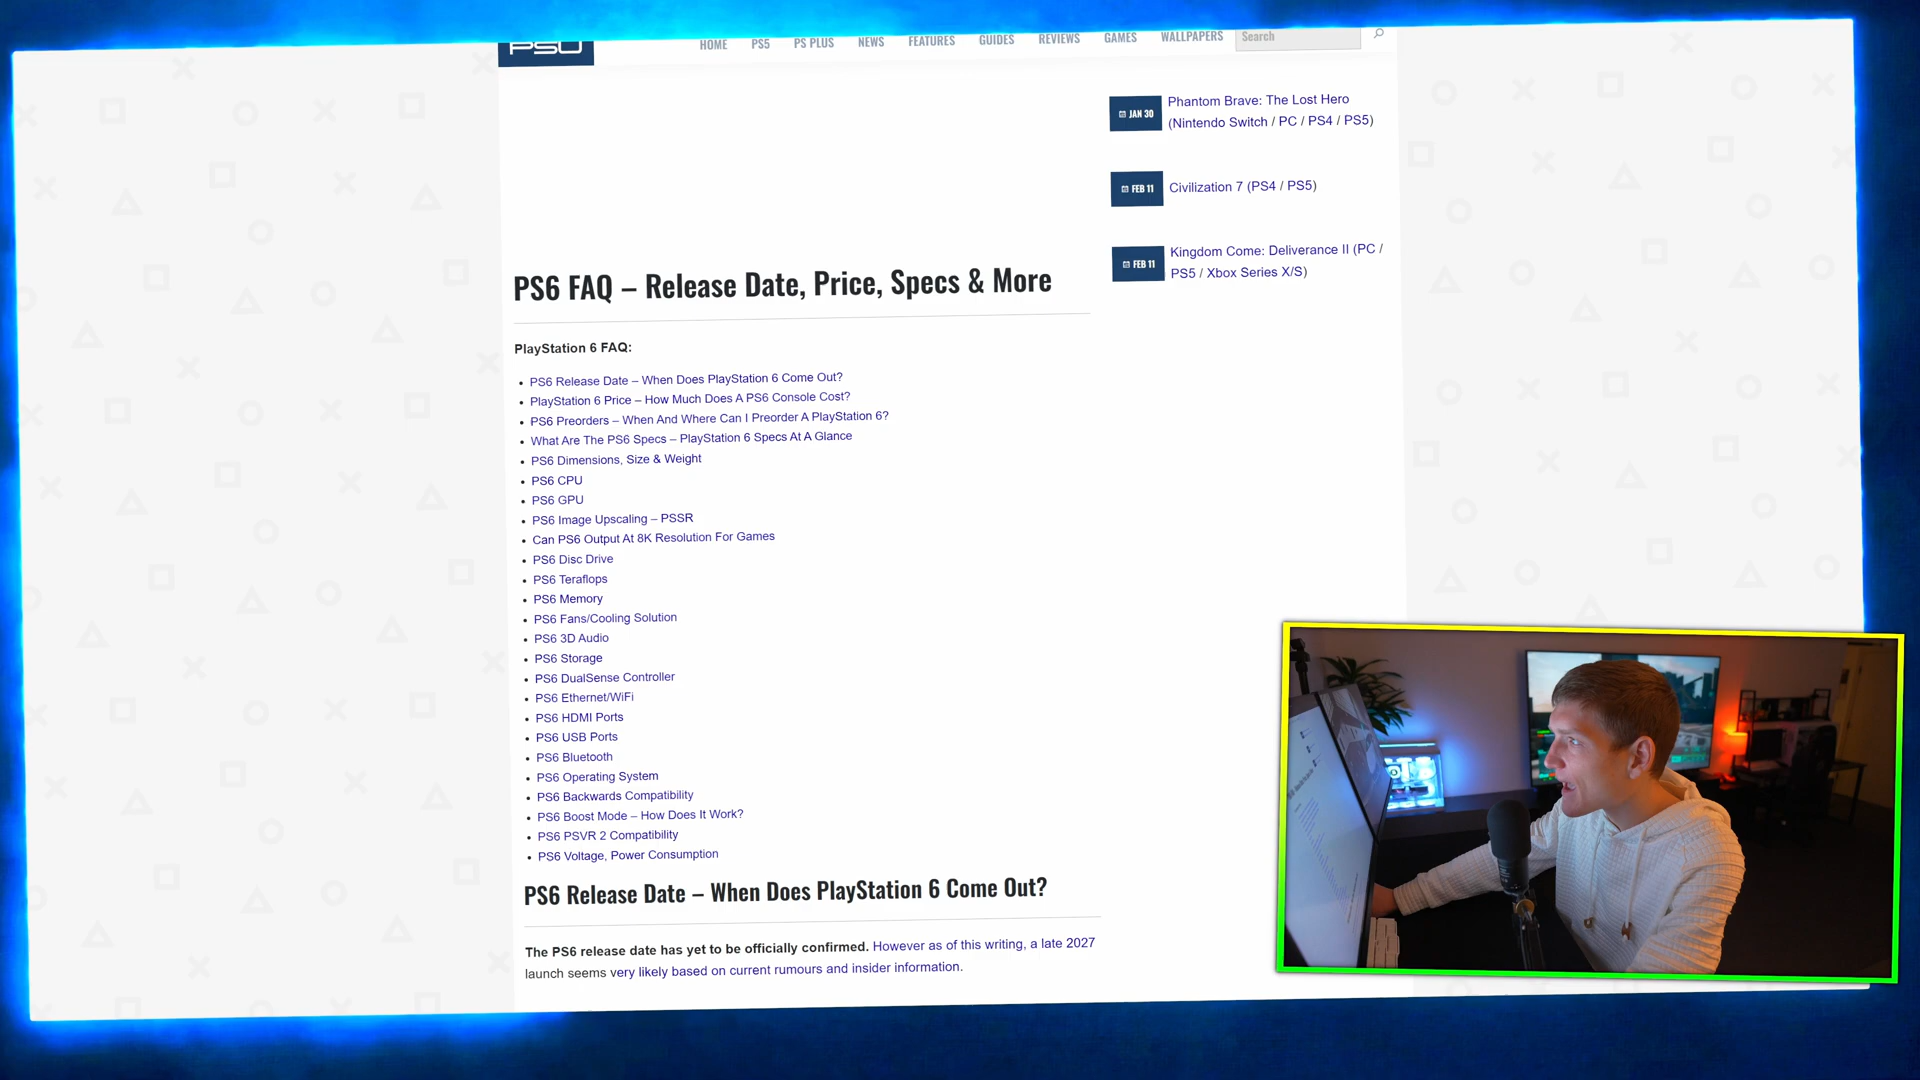 PSU
HOME PS5 PS PLUS NEWS FEATURES GUIDES REVIEWS GAMES WALLPAPERS Search
JAN 30
Phantom Brave: The Lost Hero
(Nintendo Switch / PC / PS4 / PS5)
FEB 11
Civilization 7 (PS4 / PS5)
FEB 11
Kingdom Come: Deliverance II (PC /
PS5 / Xbox Series X/S)
PS6 FAQ – Release Date, Price, Specs & More
PlayStation 6 FAQ:
• PS6 Release Date – When Does PlayStation 6 Come Out?
• PlayStation 6 Price – How Much Does A PS6 Console Cost?
• PS6 Preorders – When And Where Can I Preorder A PlayStation 6?
• What Are The PS6 Specs – PlayStation 6 Specs At A Glance
• PS6 Dimensions, Size & Weight
• PS6 CPU
• PS6 GPU
• PS6 Image Upscaling – PSSR
• Can PS6 Output At 8K Resolution For Games
• PS6 Disc Drive
• PS6 Teraflops
• PS6 Memory
• PS6 Fans/Cooling Solution
• PS6 3D Audio
• PS6 Storage
• PS6 DualSense Controller
• PS6 Ethernet/WiFi
• PS6 HDMI Ports
• PS6 USB Ports
• PS6 Bluetooth
• PS6 Operating System
• PS6 Backwards Compatibility
• PS6 Boost Mode – How Does It Work?
• PS6 PSVR 2 Compatibility
• PS6 Voltage, Power Consumption
PS6 Release Date – When Does PlayStation 6 Come Out?
The PS6 release date has yet to be officially confirmed. However as of this writing, a late 2027
launch seems very likely based on current rumours and insider information.